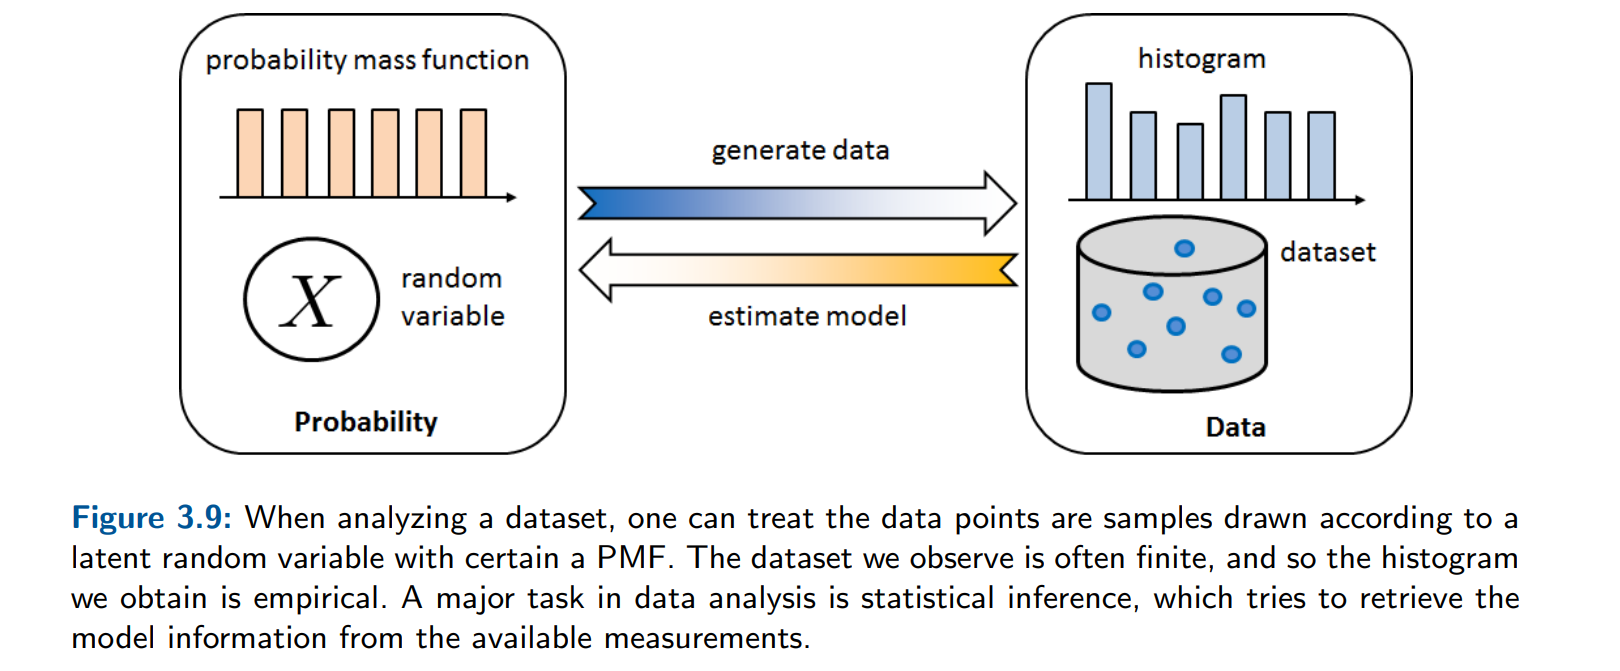 probability mass function
X
random
variable
Probability
generate data
estimate model
histogram
dataset
Data
Figure 3.9: When analyzing a dataset, one can treat the data points are samples drawn according to a
latent random variable with certain a PMF. The dataset we observe is often finite, and so the histogram
we obtain is empirical. A major task in data analysis is statistical inference, which tries to retrieve the
model information from the available measurements.